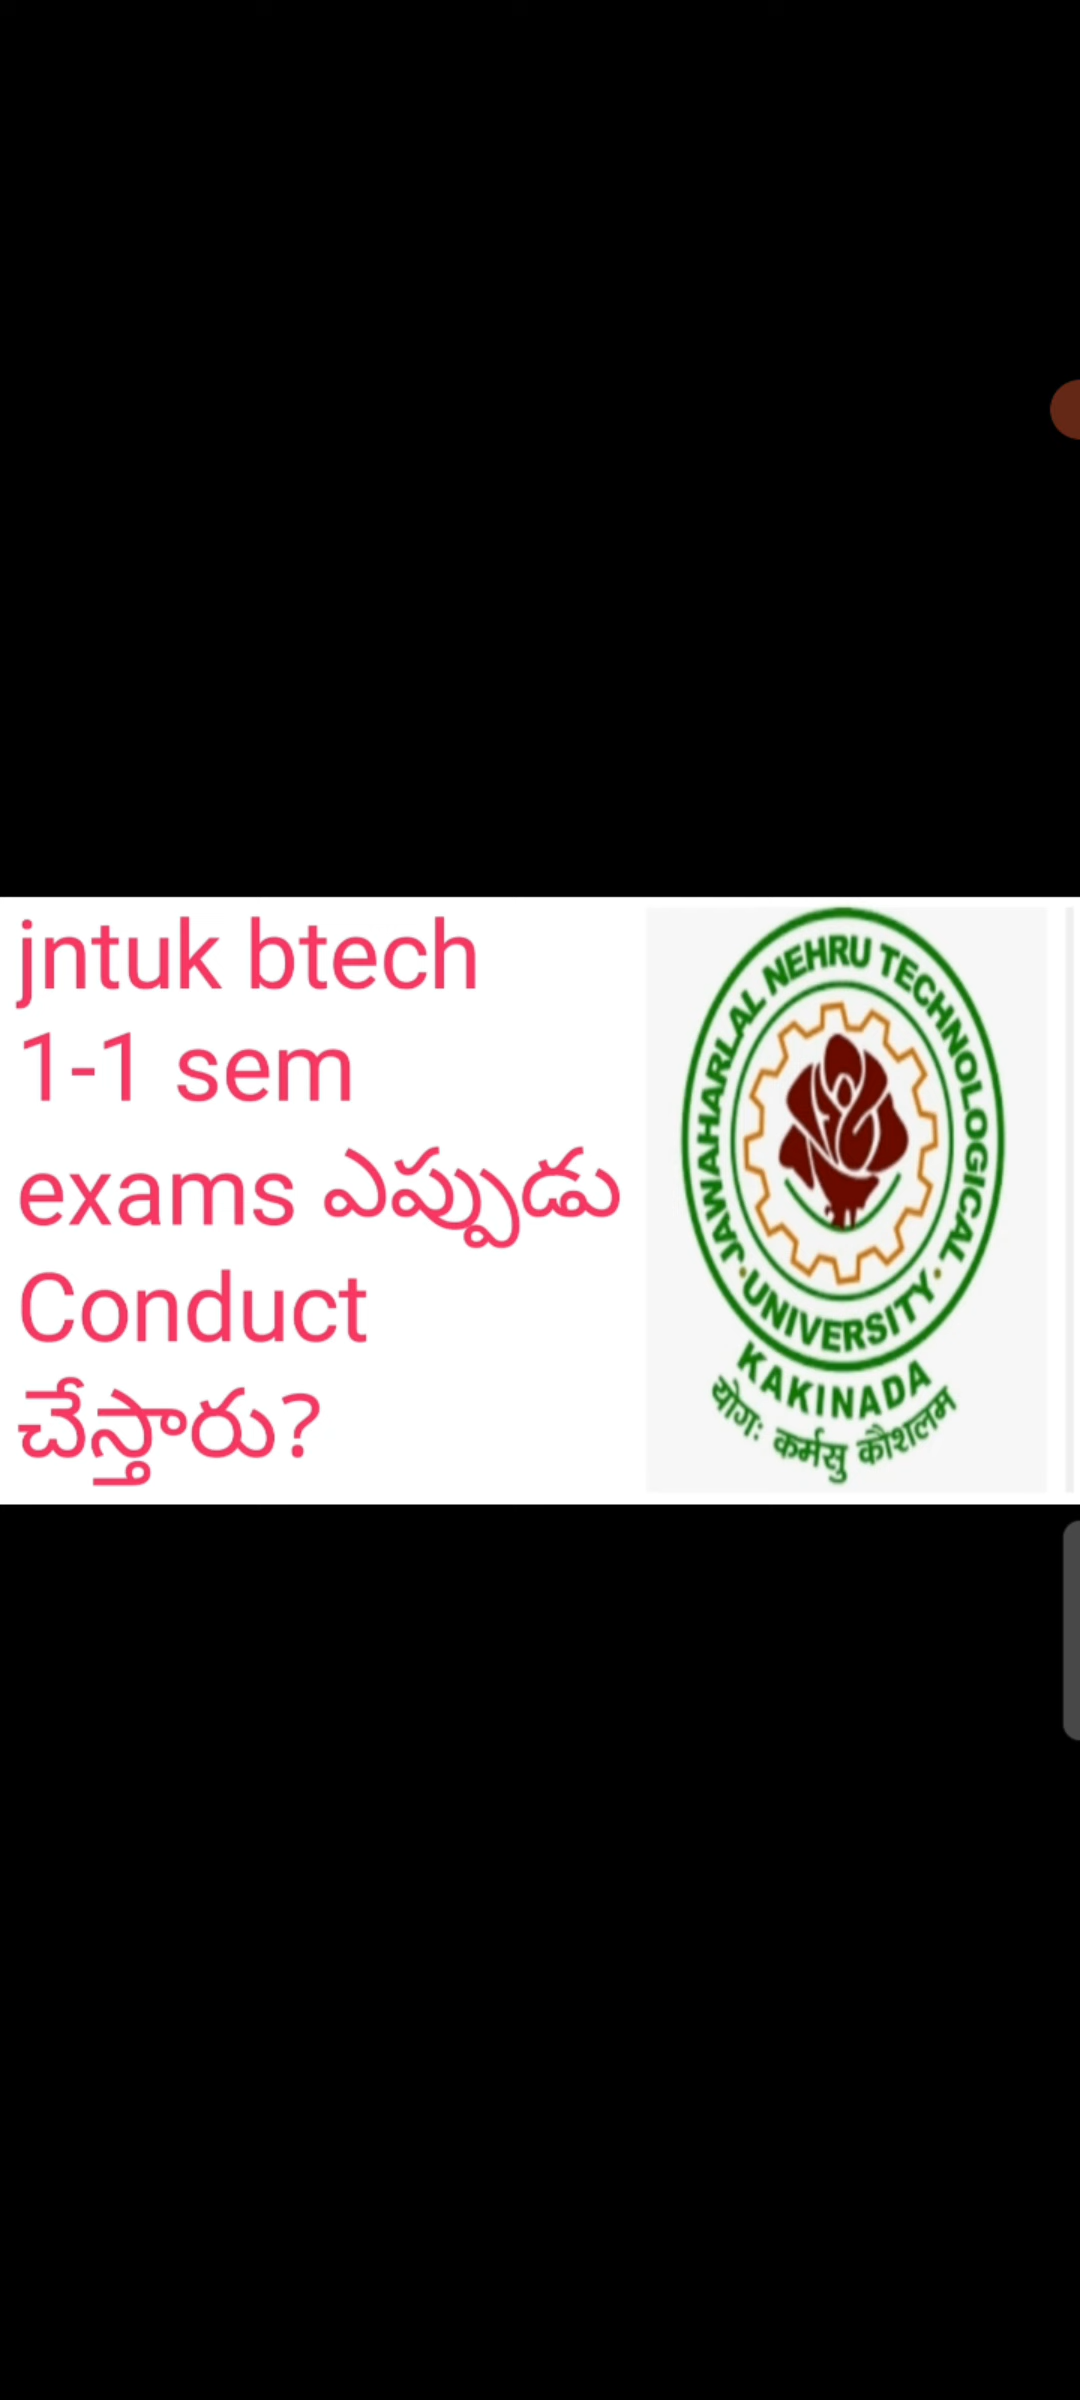 jntuk btech
1-1 sem
exams ఎప్పుడు
Conduct
చేస్తారు?
JAWAHARLAL NEHRU TECHNOLOGICAL
UNIVERSITY
KAKINADA
योगः कर्मसु कौशलम